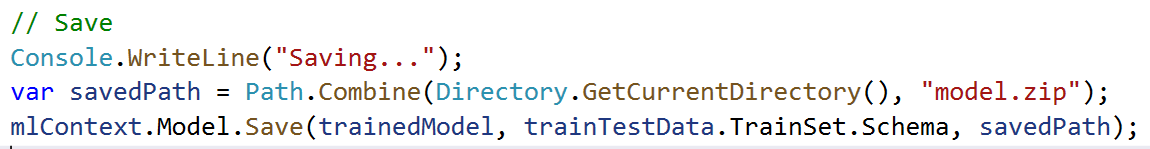 // Save
Console.WriteLine("Saving...");
var savedPath = Path.Combine(Directory.GetCurrentDirectory(), "model.zip");
mlContext.Model.Save(trainedModel, trainTestData.TrainSet.Schema, savedPath);